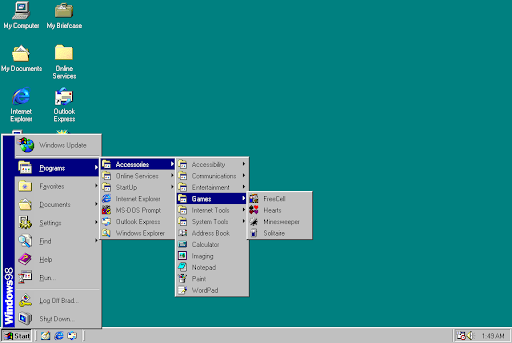 My Computer
My Briefcase
My Documents
Online
Services
Internet
Explorer
Outlook
Express
Windows Update
Programs
Favorites
Documents
Settings
Find
Help
Run...
Log Off Brad...
Shut Down...
Windows98
Accessories
Online Services
StartUp
Internet Explorer
MS-DOS Prompt
Outlook Express
Windows Explorer
Accessibility
Communications
Entertainment
Games
Internet Tools
System Tools
Address Book
Calculator
Imaging
Notepad
Paint
WordPad
FreeCell
Hearts
Minesweeper
Solitaire
Start
1:49 AM